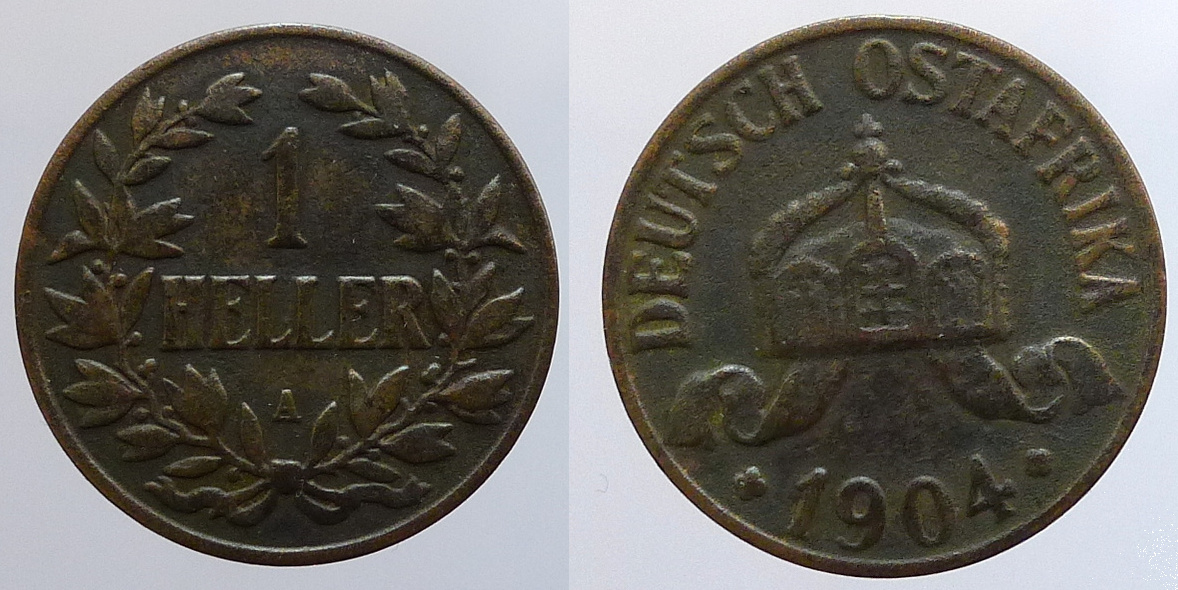 1
HELLER
A
DEUTSCH OSTAFRIKA
1904